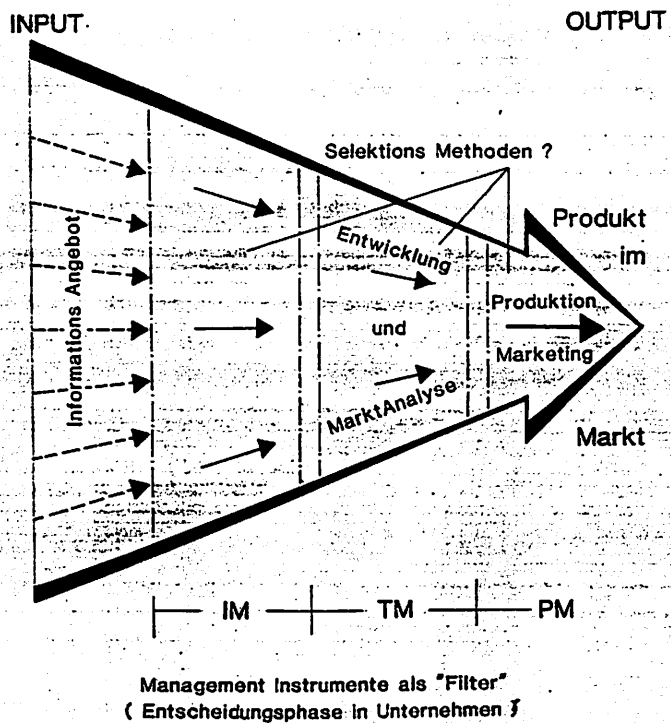 INPUT
OUTPUT
Selektions Methoden ?
Produkt
im
Entwicklung
Informations Angebot
Produktion
und
Marketing
MarktAnalyse
Markt
IM
TM
PM
Management Instrumente als "Filter"
( Entscheidungsphase in Unternehmen )